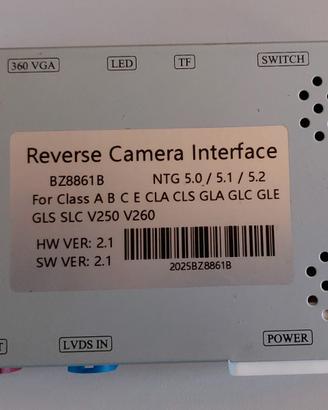 360 VGA LED TF SWITCH
Reverse Camera Interface
BZ8861B NTG 5.0 / 5.1 / 5.2
For Class A B C E CLA CLS GLA GLC GLE
GLS SLC V250 V260
HW VER: 2.1
SW VER: 2.1
2025BZ8861B
LVDS IN POWER